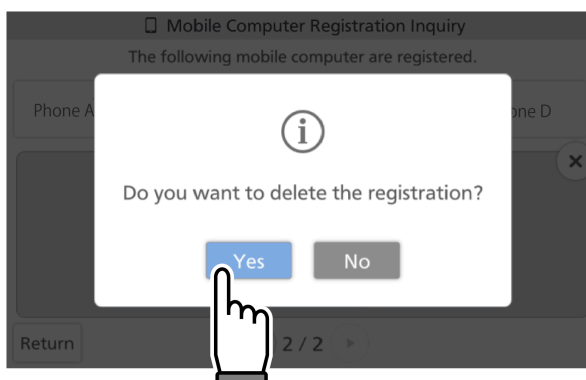 Mobile Computer Registration Inquiry
The following mobile computer are registered.
Phone A
one D
Do you want to delete the registration?
Yes
No
Return
2 / 2